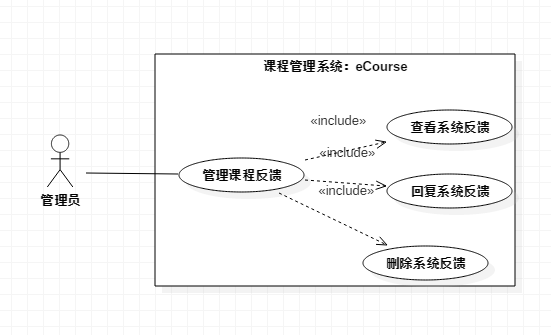 课程管理系统：eCourse
«include»
查看系统反馈
«include»
管理课程反馈
«include»
回复系统反馈
管理员
删除系统反馈